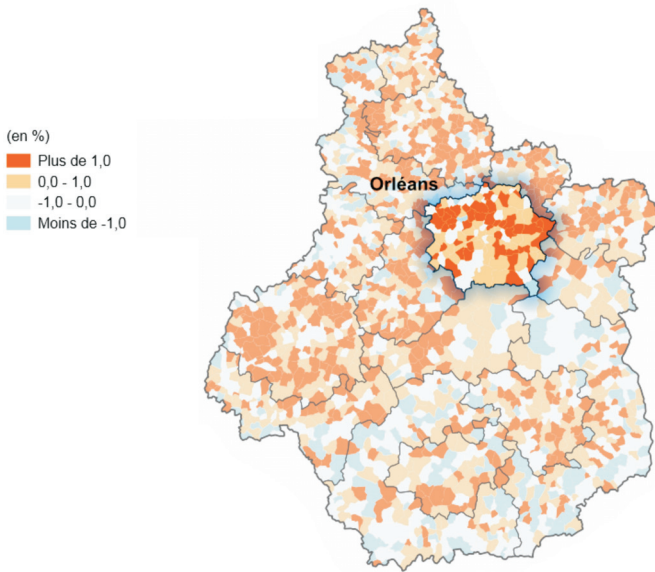 (en %)
Plus de 1,0
0,0 - 1,0
-1,0 - 0,0
Moins de -1,0
Orléans